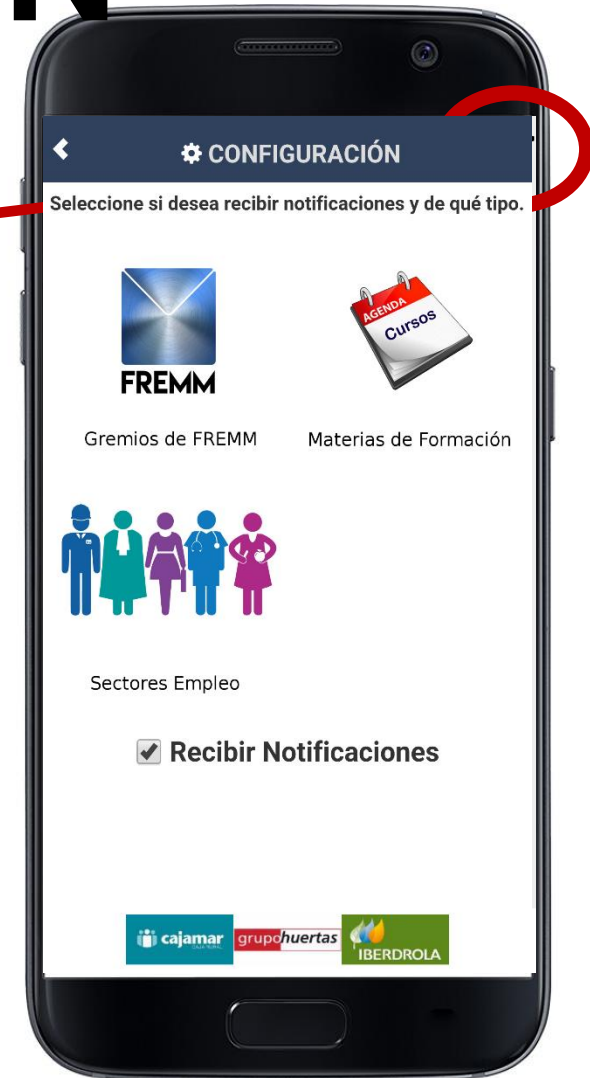 N
CONFIGURACIÓN
Seleccione si desea recibir notificaciones y de qué tipo.
FREMM
AGENDA
Cursos
Gremios de FREMM
Materias de Formación
Sectores Empleo
Recibir Notificaciones
cajamar
grupohuertas
IBERDROLA